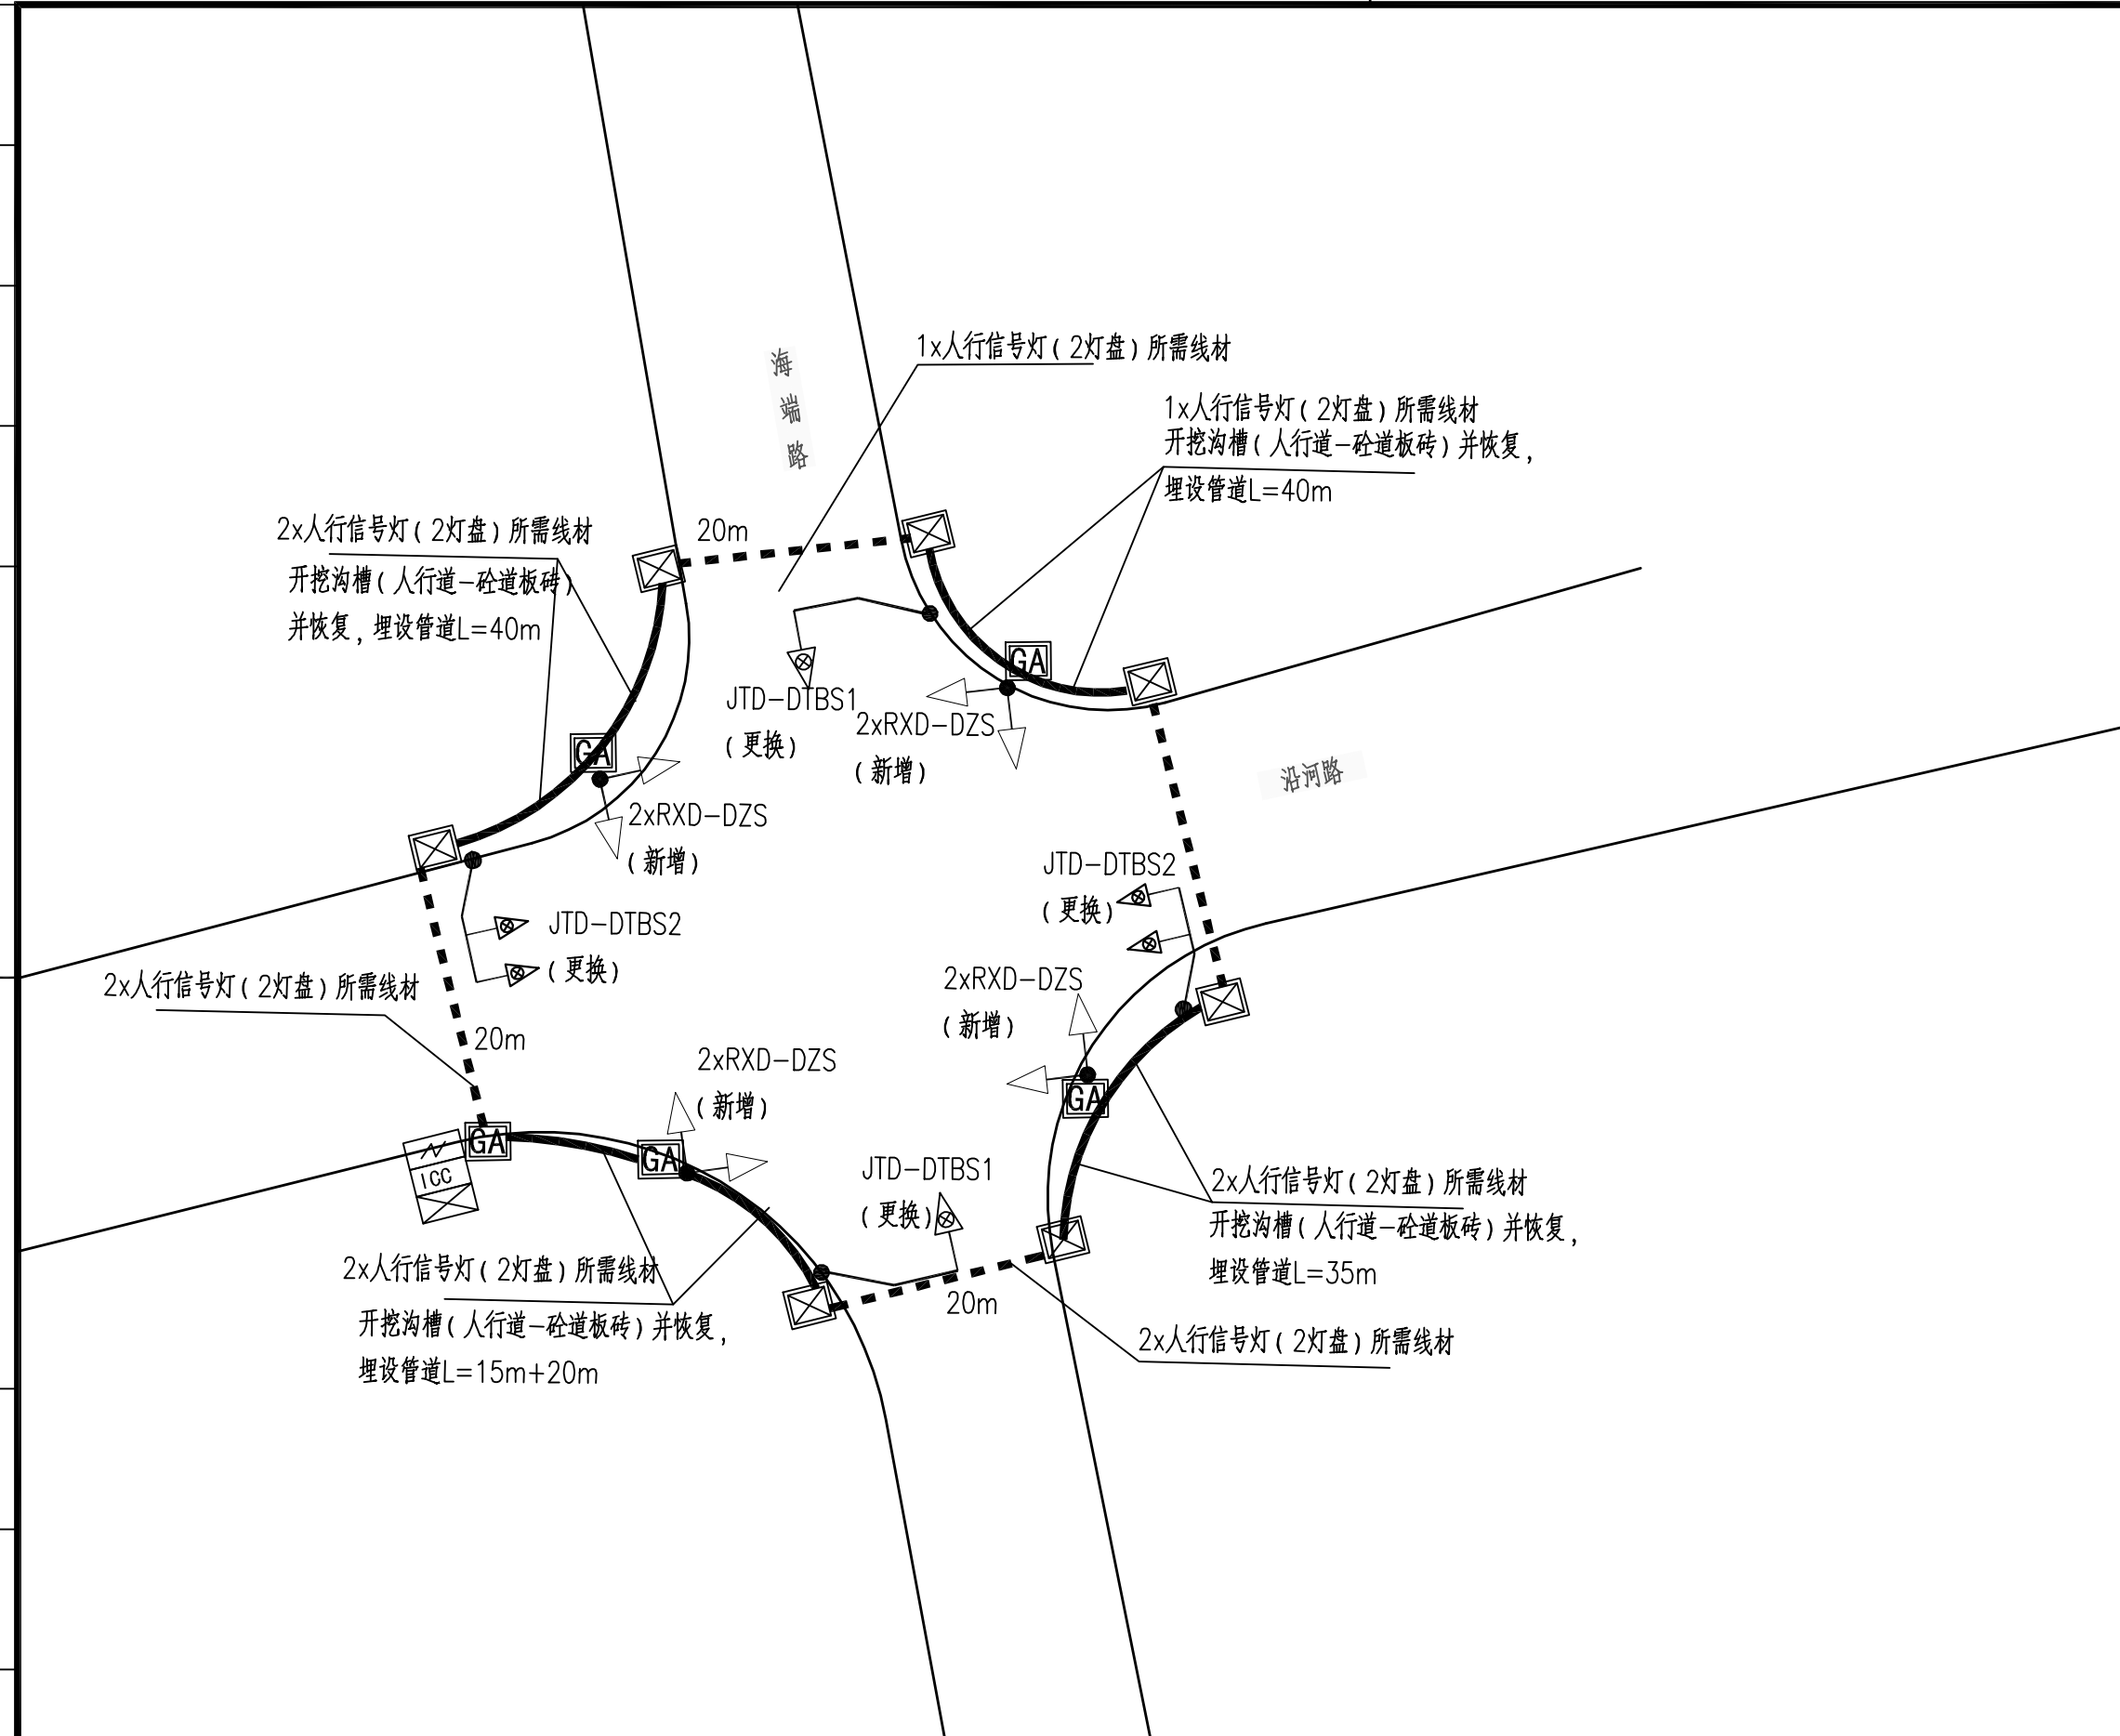 海
端
路
1x人行信号灯(2灯盘)所需线材
1x人行信号灯(2灯盘)所需线材
开挖沟槽(人行道-砼道板砖)并恢复,
埋设管道L=40m
2x人行信号灯(2灯盘)所需线材
开挖沟槽(人行道-砼道板砖)
并恢复,埋设管道L=40m
20m
GA
JTD-DTBS1
(更换)
2xRXD-DZS
(新增)
GA
沿河路
2xRXD-DZS
(新增)
JTD-DTBS2
(更换)
JTD-DTBS2
(更换)
2x人行信号灯(2灯盘)所需线材
20m
2xRXD-DZS
(新增)
2xRXD-DZS
(新增)
GA
GA
GA
ICC
JTD-DTBS1
(更换)
2x人行信号灯(2灯盘)所需线材
开挖沟槽(人行道-砼道板砖)并恢复,
埋设管道L=35m
2x人行信号灯(2灯盘)所需线材
开挖沟槽(人行道-砼道板砖)并恢复,
埋设管道L=15m+20m
20m
2x人行信号灯(2灯盘)所需线材